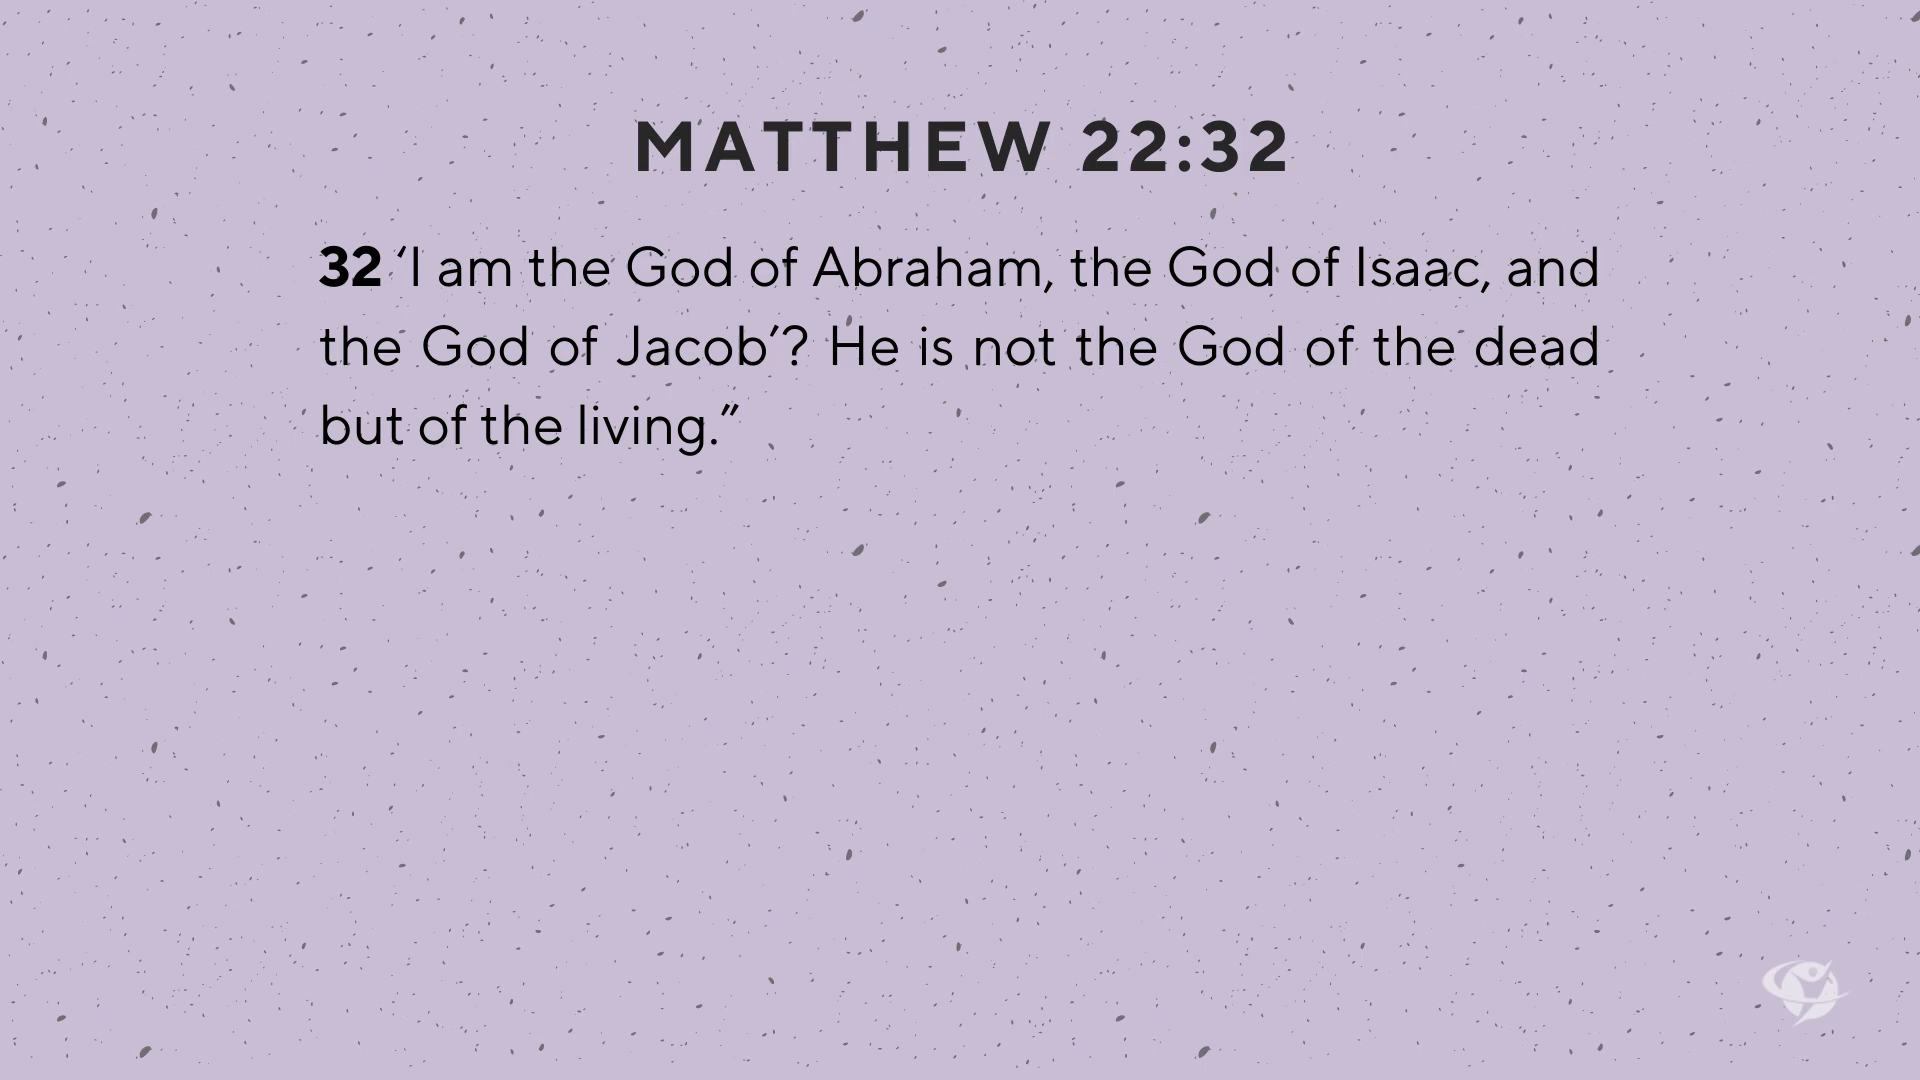 MATTHEW 22:32
32 ‘I am the God of Abraham, the God of Isaac, and
the God of Jacob’? He is not the God of the dead
but of the living.”